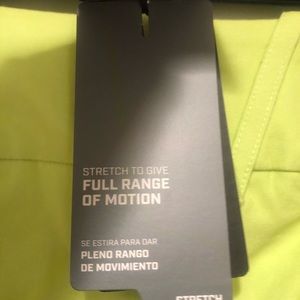 STRETCH TO GIVE
FULL RANGE
OF MOTION
SE ESTIRA PARA DAR
PLENO RANGO
DE MOVIMIENTO
STRETCH